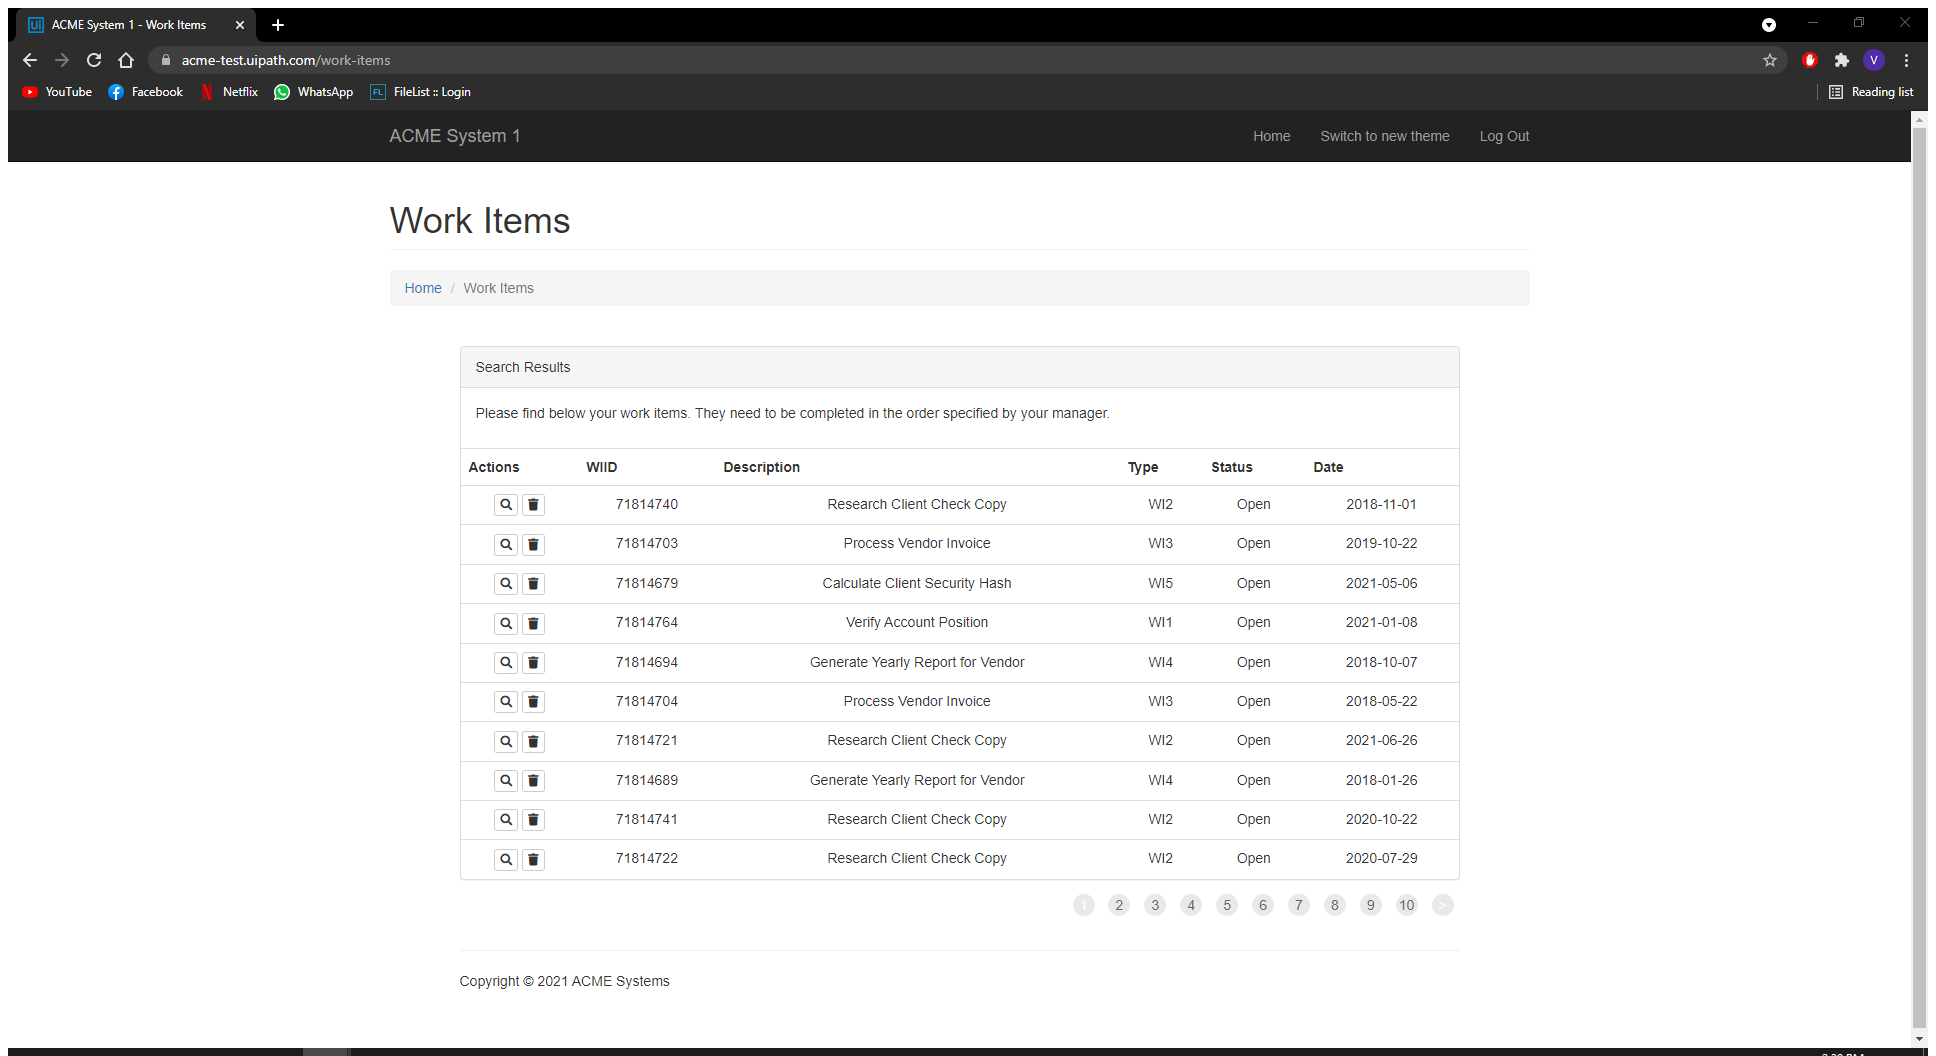 ACME System 1 - Work Items
acme-test.uipath.com/work-items
YouTube Facebook Netflix WhatsApp FL FileList :: Login Reading list
ACME System 1 Home Switch to new theme Log Out
Work Items
Home / Work Items
Search Results
Please find below your work items. They need to be completed in the order specified by your manager.
Actions WIID Description Type Status Date
71814740 Research Client Check Copy WI2 Open 2018-11-01
71814703 Process Vendor Invoice WI3 Open 2019-10-22
71814679 Calculate Client Security Hash WI5 Open 2021-05-06
71814764 Verify Account Position WI1 Open 2021-01-08
71814694 Generate Yearly Report for Vendor WI4 Open 2018-10-07
71814704 Process Vendor Invoice WI3 Open 2018-05-22
71814721 Research Client Check Copy WI2 Open 2021-06-26
71814689 Generate Yearly Report for Vendor WI4 Open 2018-01-26
71814741 Research Client Check Copy WI2 Open 2020-10-22
71814722 Research Client Check Copy WI2 Open 2020-07-29
1 2 3 4 5 6 7 8 9 10 >
Copyright © 2021 ACME Systems